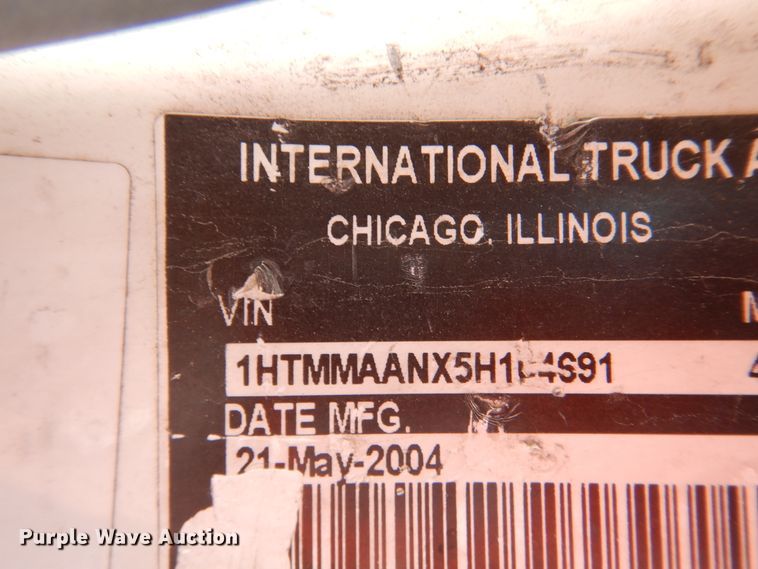 INTERNATIONAL TRUCK A
CHICAGO, ILLINOIS
VIN
M
DATE MFG.
21-May-2004
Purple Wave Auction